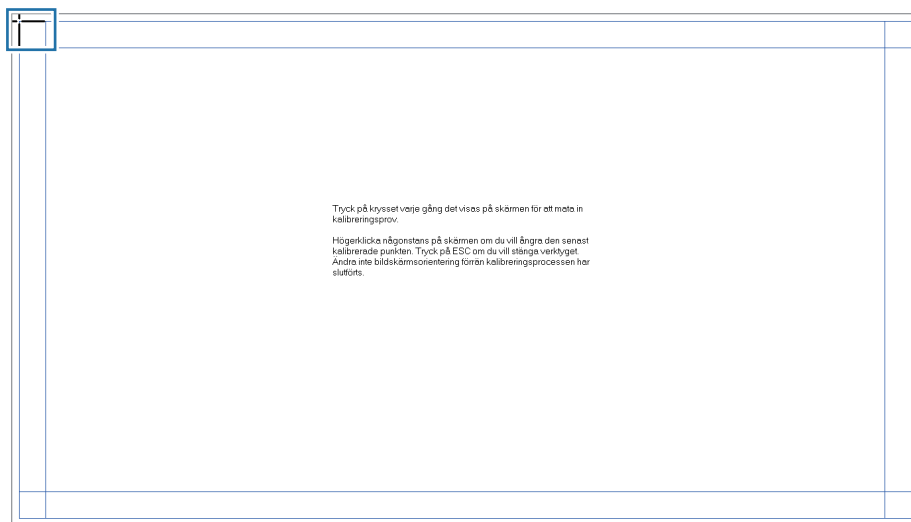 Tryck på krysset varje gång det visas på skärmen för att mata in
kalibreringsprov.
Högerklicka någonstans på skärmen om du vill ångra den senast
kalibrerade punkten. Tryck på ESC om du vill stänga verktyget.
Ändra inte bildskärmsorientering förrän kalibreringsprocessen har
slutförts.